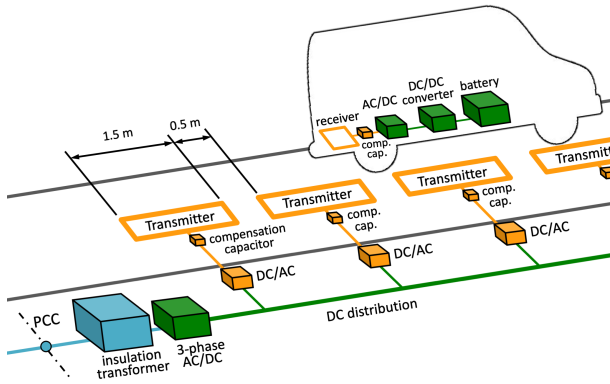 battery
DC/DC
converter
AC/DC
receiver
comp.
cap.
1.5 m
0.5 m
Transmitter
Transmitter
Transmitter
Transmitt
compensation
capacitor
comp.
cap.
comp.
cap.
DC/AC
DC/AC
DC/AC
DC distribution
PCC
insulation
transformer
3-phase
AC/DC